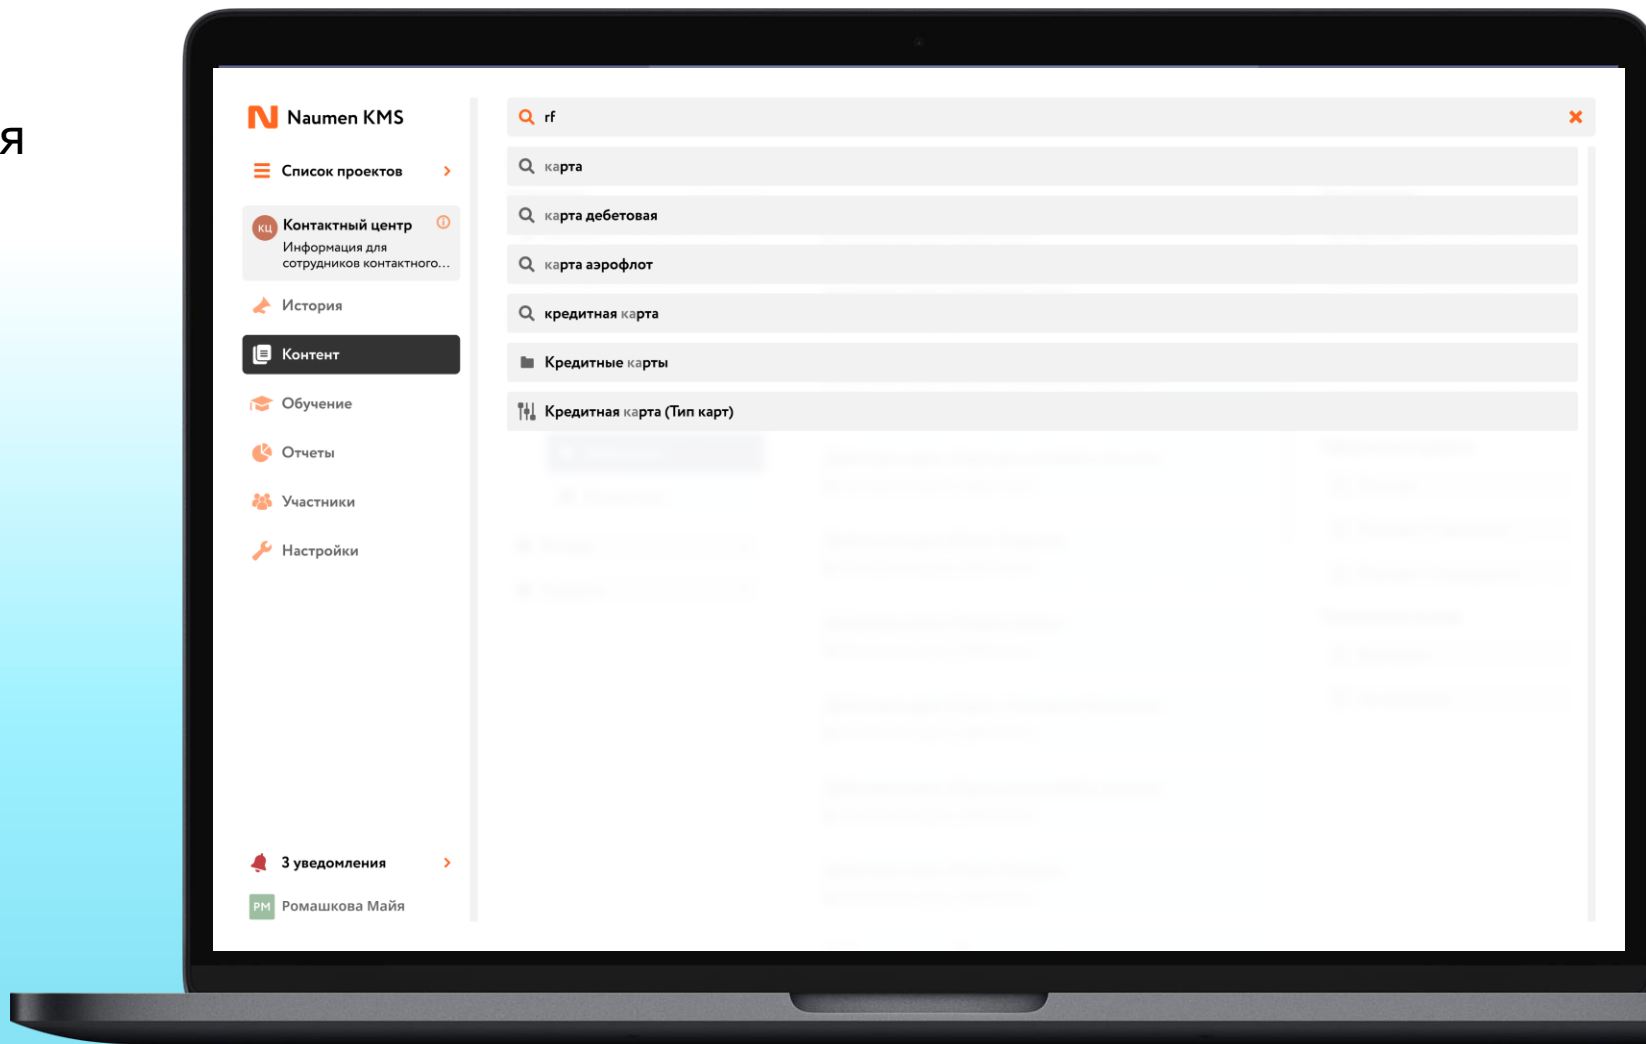 я
Naumen KMS
Список проектов
КЦ
Контактный центр
Информация для
сотрудников контактного...
История
Контент
Обучение
Отчеты
Участники
Настройки
3 уведомления
РМ
Ромашкова Майя
rf
карта
карта дебетовая
карта аэрофлот
кредитная карта
Кредитные карты
Кредитная карта (Тип карт)